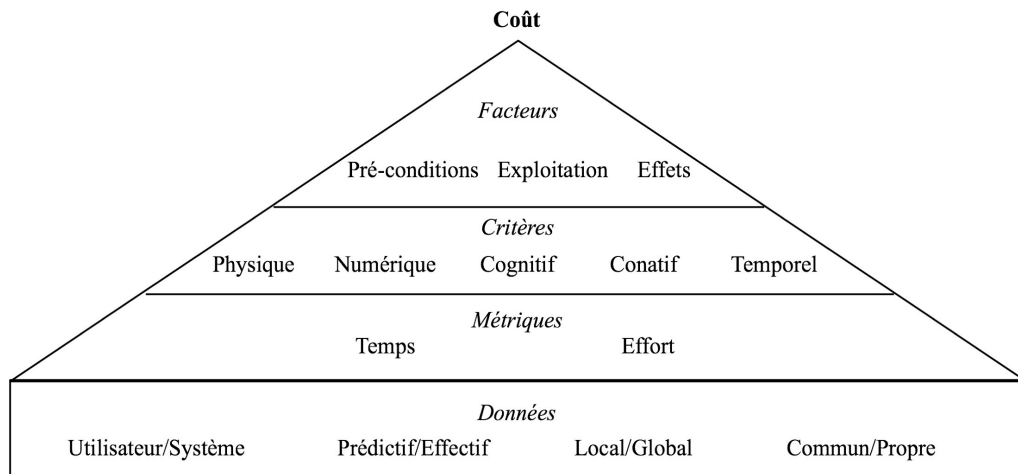 Coût
Facteurs
Pré-conditions Exploitation Effets
Critères
Physique Numérique Cognitif Conatif Temporel
Métriques
Temps Effort
Données
Utilisateur/Système Prédictif/Effectif Local/Global Commun/Propre